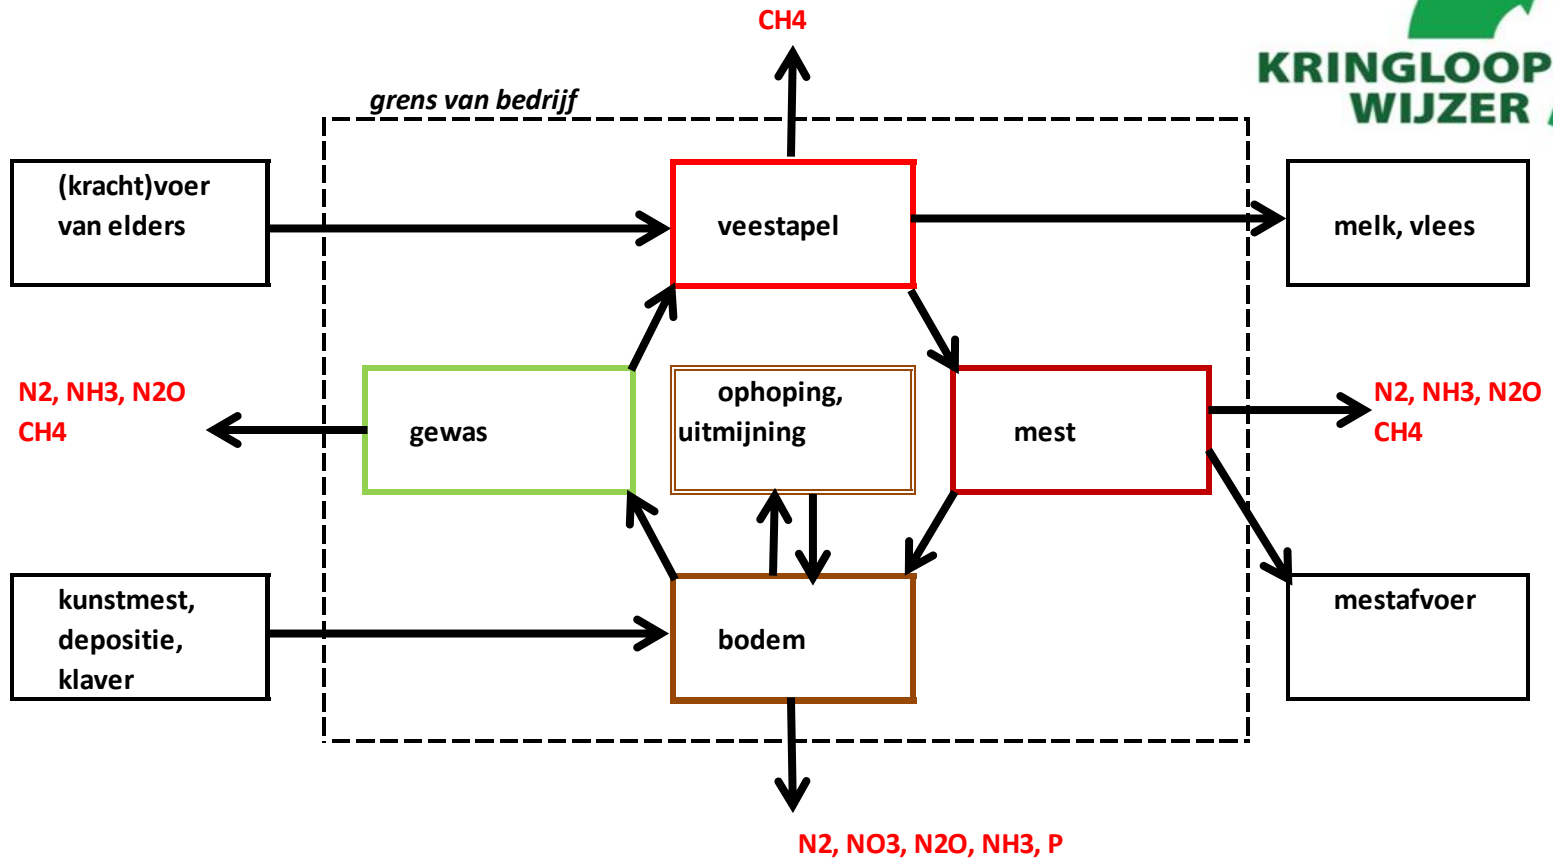 CH4
KRINGLOOP
WIJZER
grens van bedrijf
(kracht)voer
van elders
veestapel
melk, vlees
N2, NH3, N2O
CH4
gewas
ophoping,
uitmijning
mest
N2, NH3, N2O
CH4
kunstmest,
depositie,
klaver
bodem
mestafvoer
N2, NO3, N2O, NH3, P